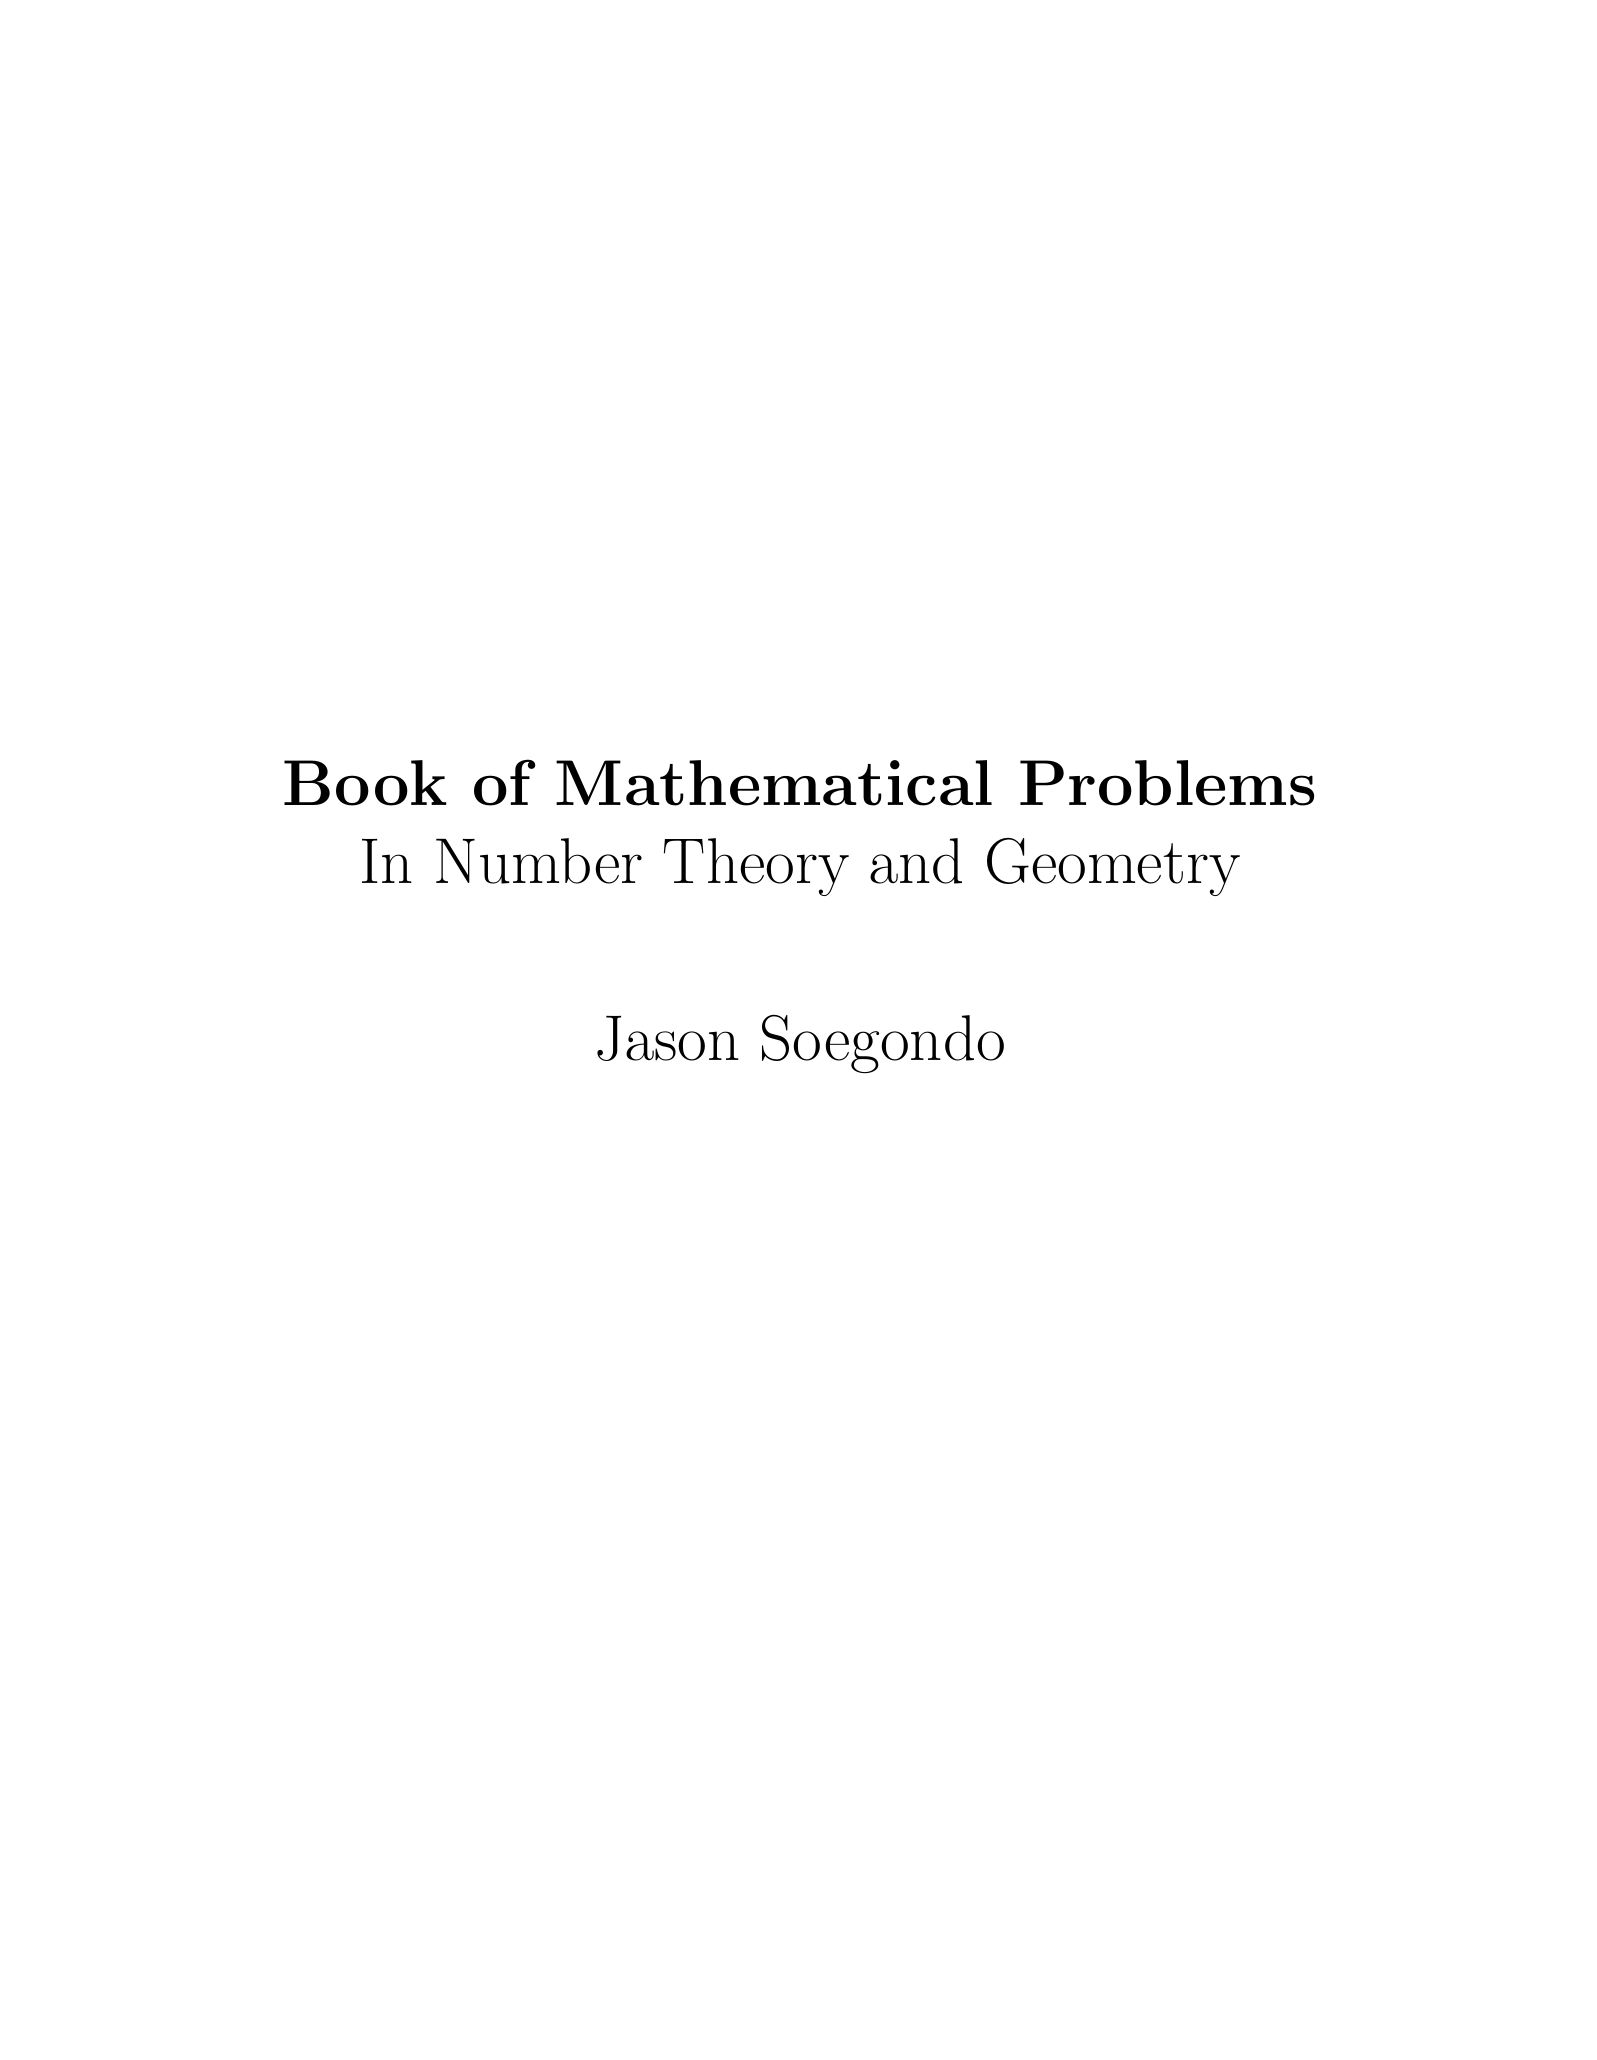 Book of Mathematical Problems
In Number Theory and Geometry
Jason Soegondo